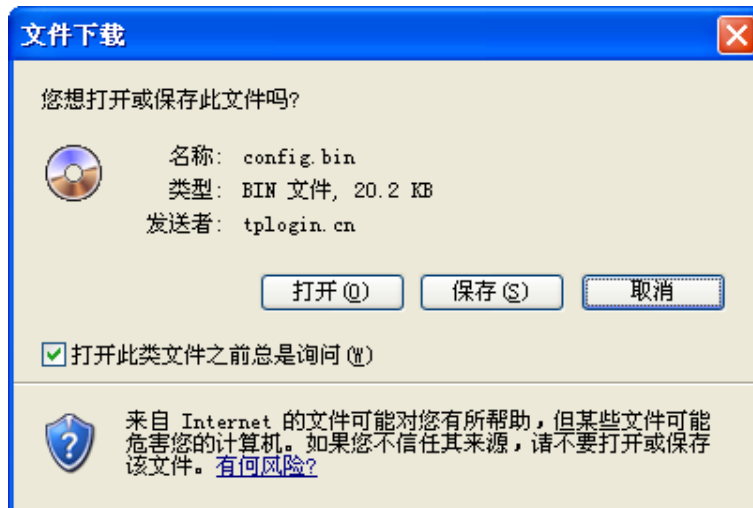 文件下载
您想打开或保存此文件吗?
名称: config.bin
类型: BIN 文件, 20.2 KB
发送者: tplogin.cn
打开(O) 保存(S) 取消
打开此类文件之前总是询问(W)
来自 Internet 的文件可能对您有所帮助，但某些文件可能
危害您的计算机。如果您不信任其来源，请不要打开或保存
该文件。有何风险?